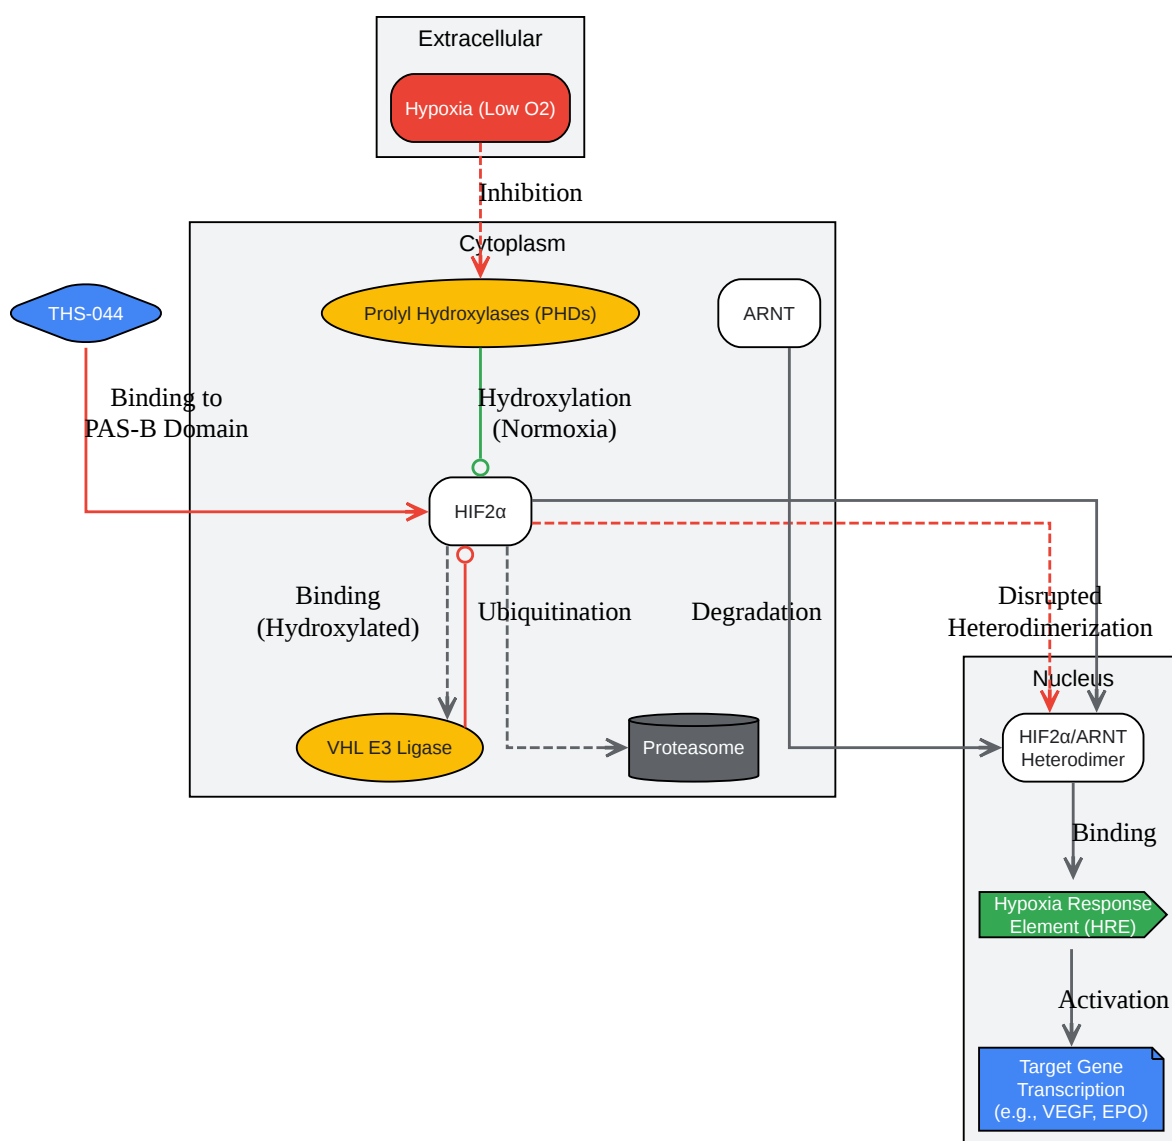 Extracellular
Hypoxia (Low O2)
Inhibition
Cytoplasm
THS-044
Prolyl Hydroxylases (PHDs)
ARNT
Binding to
PAS-B Domain
Hydroxylation
(Normoxia)
HIF2α
Binding
(Hydroxylated)
Ubiquitination
Degradation
Disrupted
Heterodimerization
Nucleus
VHL E3 Ligase
Proteasome
HIF2α/ARNT
Heterodimer
Binding
Hypoxia Response
Element (HRE)
Activation
Target Gene
Transcription
(e.g., VEGF, EPO)